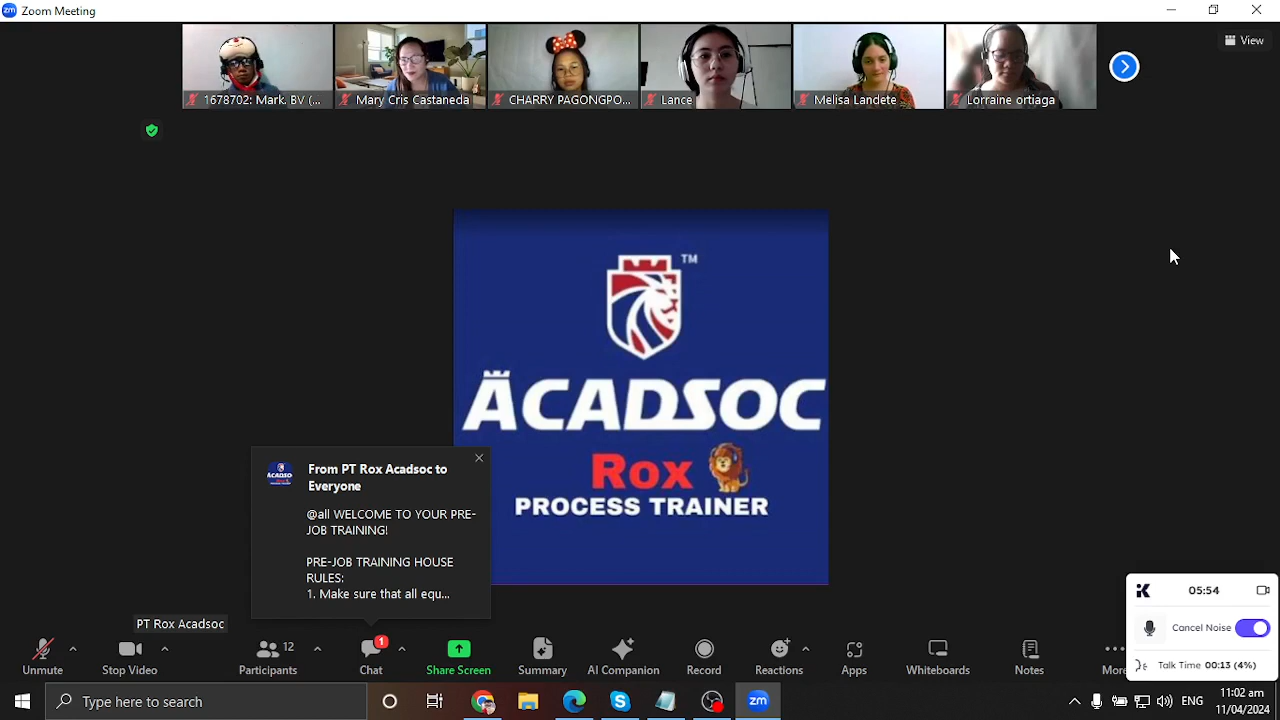 zm Zoom Meeting
1678702: Mark. BV (...
Mary Cris Castaneda
CHARRY PAGONGPO...
Lance
Melisa Landete
Lorraine ortiaga
View
TM
ACADSOC
Rox
PROCESS TRAINER
ACADSO
From PT Rox Acadsoc to
Everyone
@all WELCOME TO YOUR PRE-
JOB TRAINING!
PRE-JOB TRAINING HOUSE
RULES:
1. Make sure that all equ...
PT Rox Acadsoc
05:54
Cancel Noise
Talk Time 00:13 (4%)
12
1
Unmute
Stop Video
Participants
Chat
Share Screen
Summary
AI Companion
Record
Reactions
Apps
Whiteboards
Notes
More
Type here to search
zm
ENG
11:02 am
11/04/2024